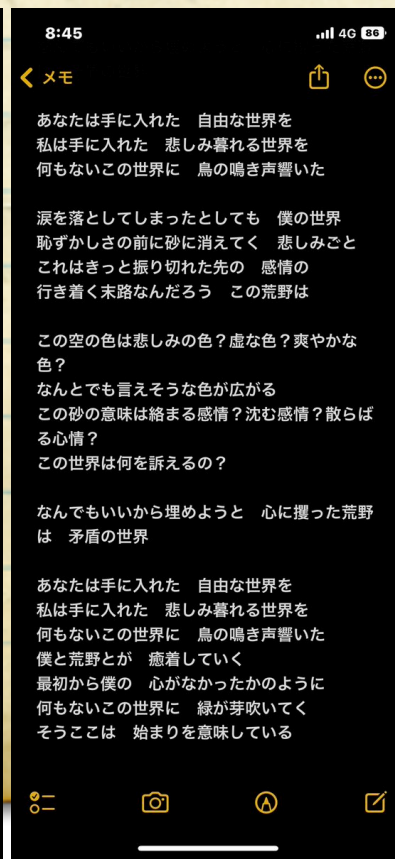 8:45
4G 86
メモ
あなたは手に入れた　自由な世界を
私は手に入れた　悲しみ暮れる世界を
何もないこの世界に　鳥の鳴き声響いた
涙を落としてしまったとしても　僕の世界
恥ずかしさの前に砂に消えてく　悲しみごと
これはきっと振り切れた先の　感情の
行き着く末路なんだろう　この荒野は
この空の色は悲しみの色？虚な色？爽やかな
色？
なんとでも言えそうな色が広がる
この砂の意味は絡まる感情？沈む感情？散らば
る心情？
この世界は何を訴えるの？
なんでもいいから埋めようと　心に攫った荒野
は　矛盾の世界
あなたは手に入れた　自由な世界を
私は手に入れた　悲しみ暮れる世界を
何もないこの世界に　鳥の鳴き声響いた
僕と荒野とが　癒着していく
最初から僕の　心がなかったかのように
何もないこの世界に　緑が芽吹いてく
そうここは　始まりを意味している